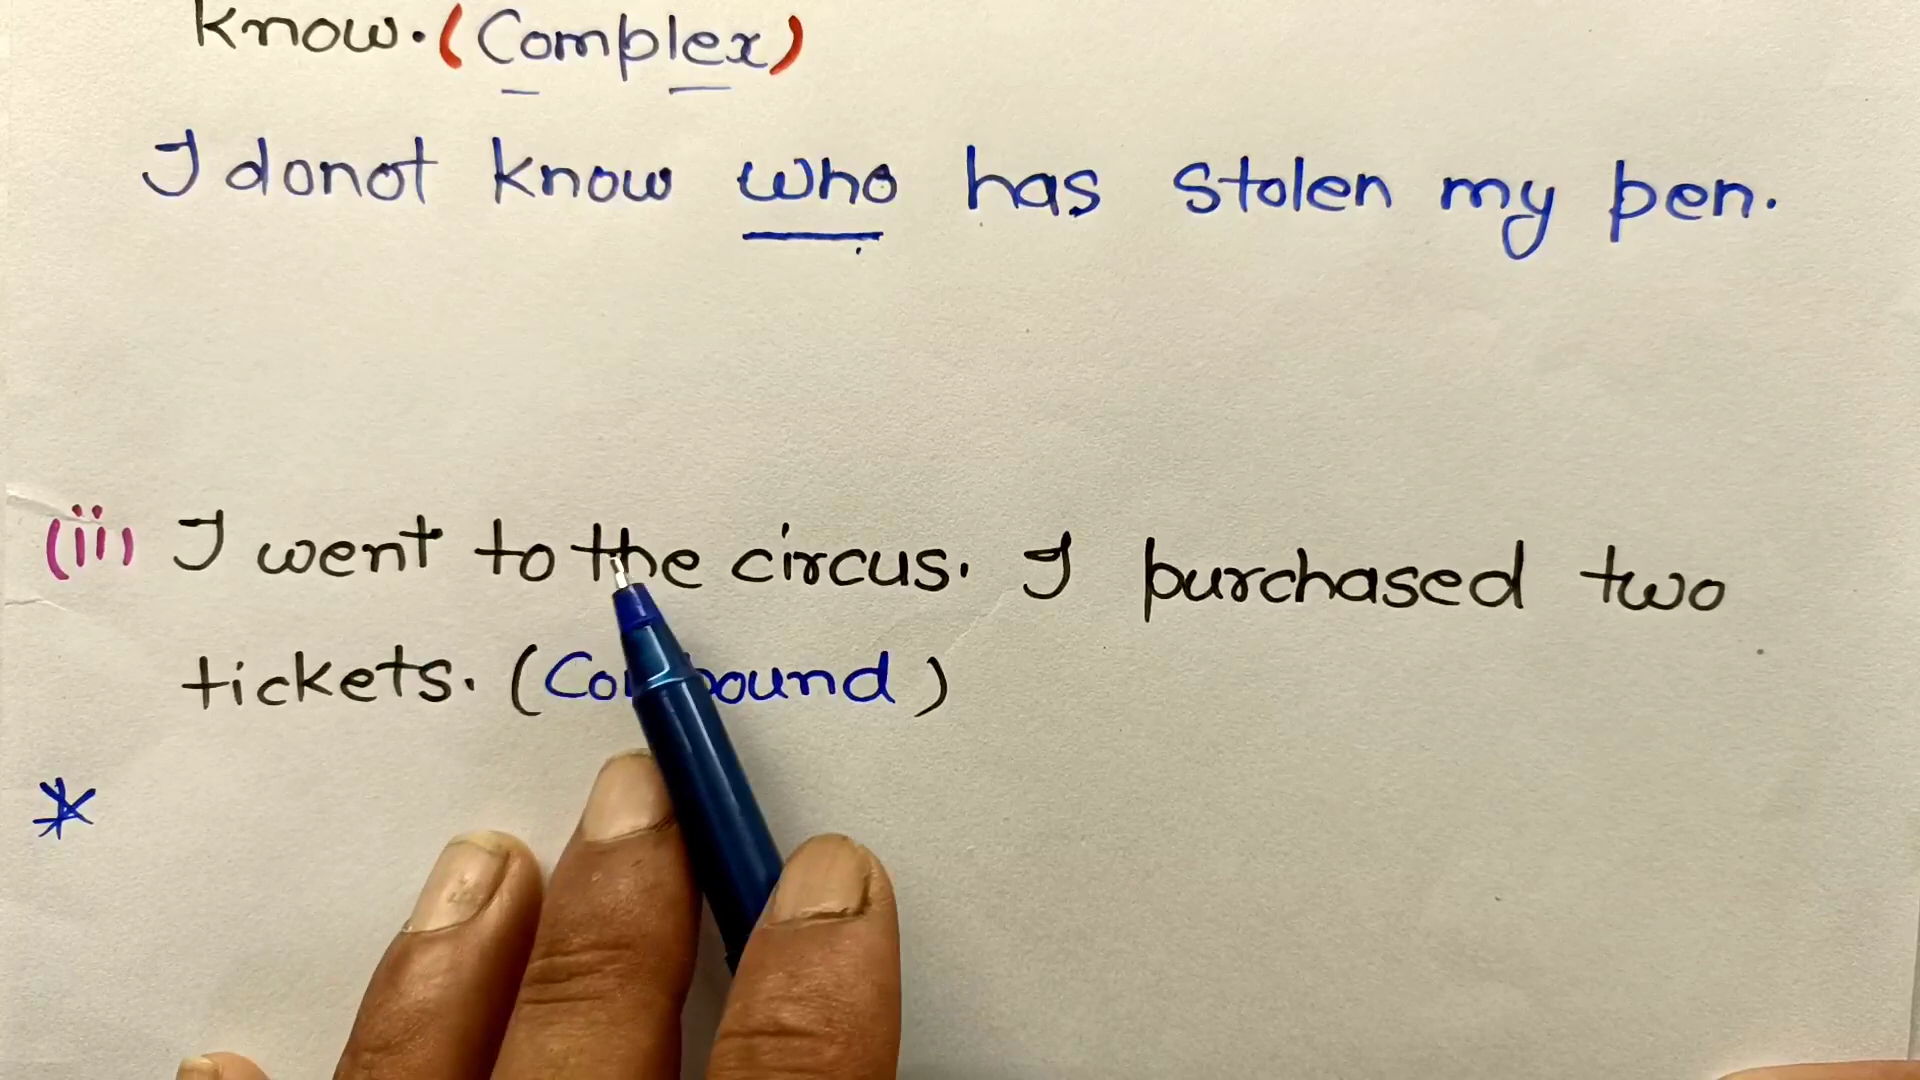 know. (Complex)
I donot know who has stolen my pen.
(ii) I went to the circus. I purchased two
tickets. (Compound)
*